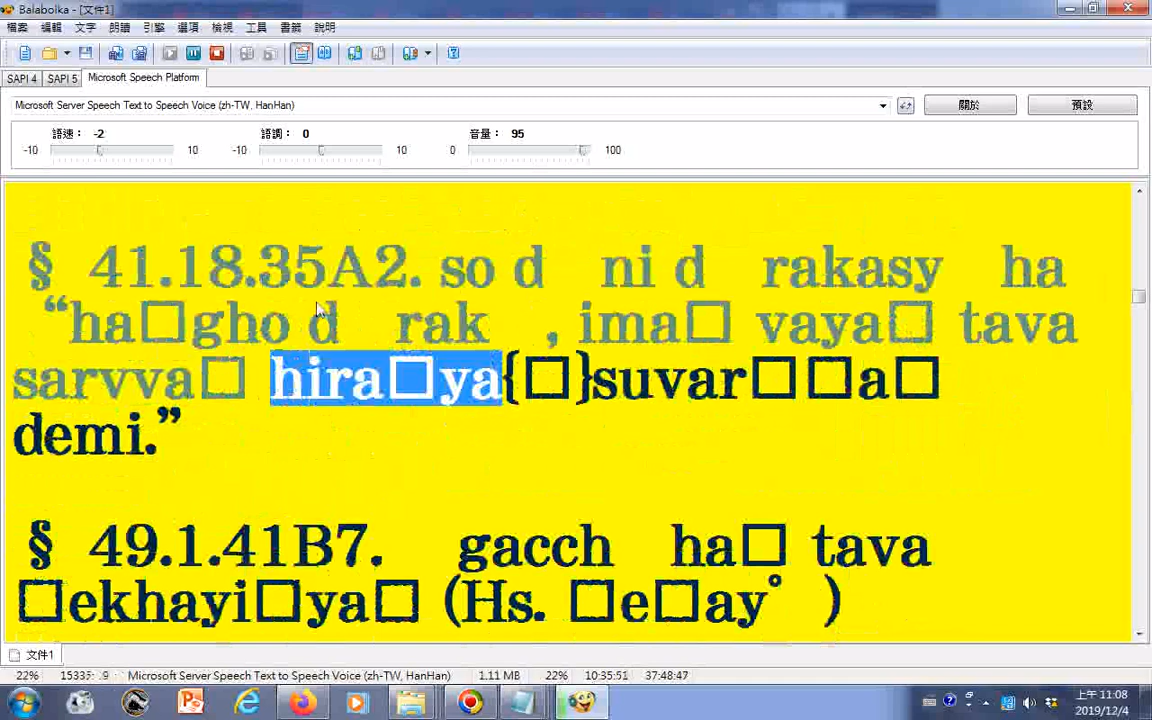 Balabolka - [文件1]
檔案 編輯 文字 朗讀 引擎 選項 檢視 工具 書籤 說明
SAPI 4 SAPI 5 Microsoft Speech Platform
Microsoft Server Speech Text to Speech Voice (zh-TW, HanHan)
關於 預設
語速： -2 語調： 0 音量： 95
-10 10 -10 10 0 100
§ 41.18.35A2. so d ni d rakasy ha
“ha□gho d rak , ima□ vaya□ tava
sarvva□ hira□ya{□}suvar□□a□
demi.”
§ 49.1.41B7. gacch ha□ tava
□ekhayi□ya□ (Hs. □e□ay° )
文件1
22% Microsoft Server Speech Text to Speech Voice (zh-TW, HanHan) 1.11 MB 22% 10:35:51 37:48:47
上午 11:08
2019/12/4